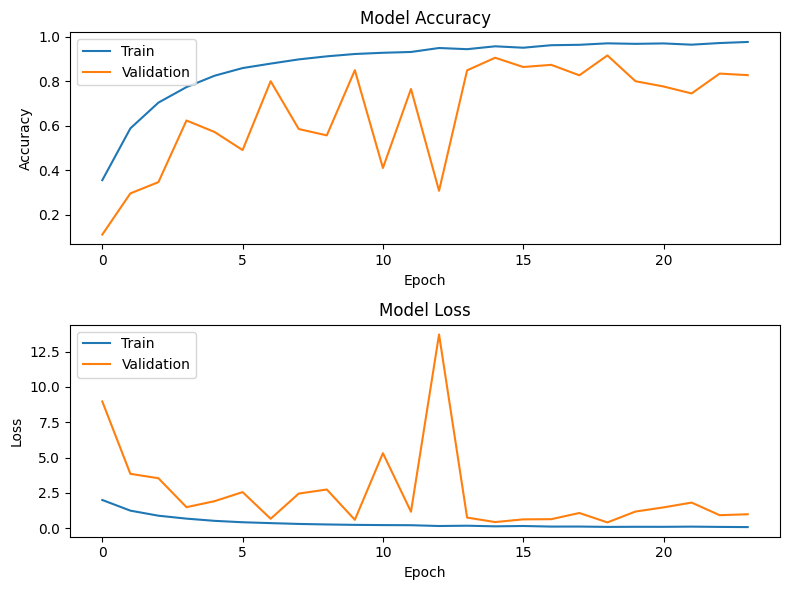 Model Accuracy
Train
Validation
Accuracy
1.0
0.8
0.6
0.4
0.2
0 5 10 15 20
Epoch
Model Loss
Train
Validation
Loss
12.5
10.0
7.5
5.0
2.5
0.0
0 5 10 15 20
Epoch